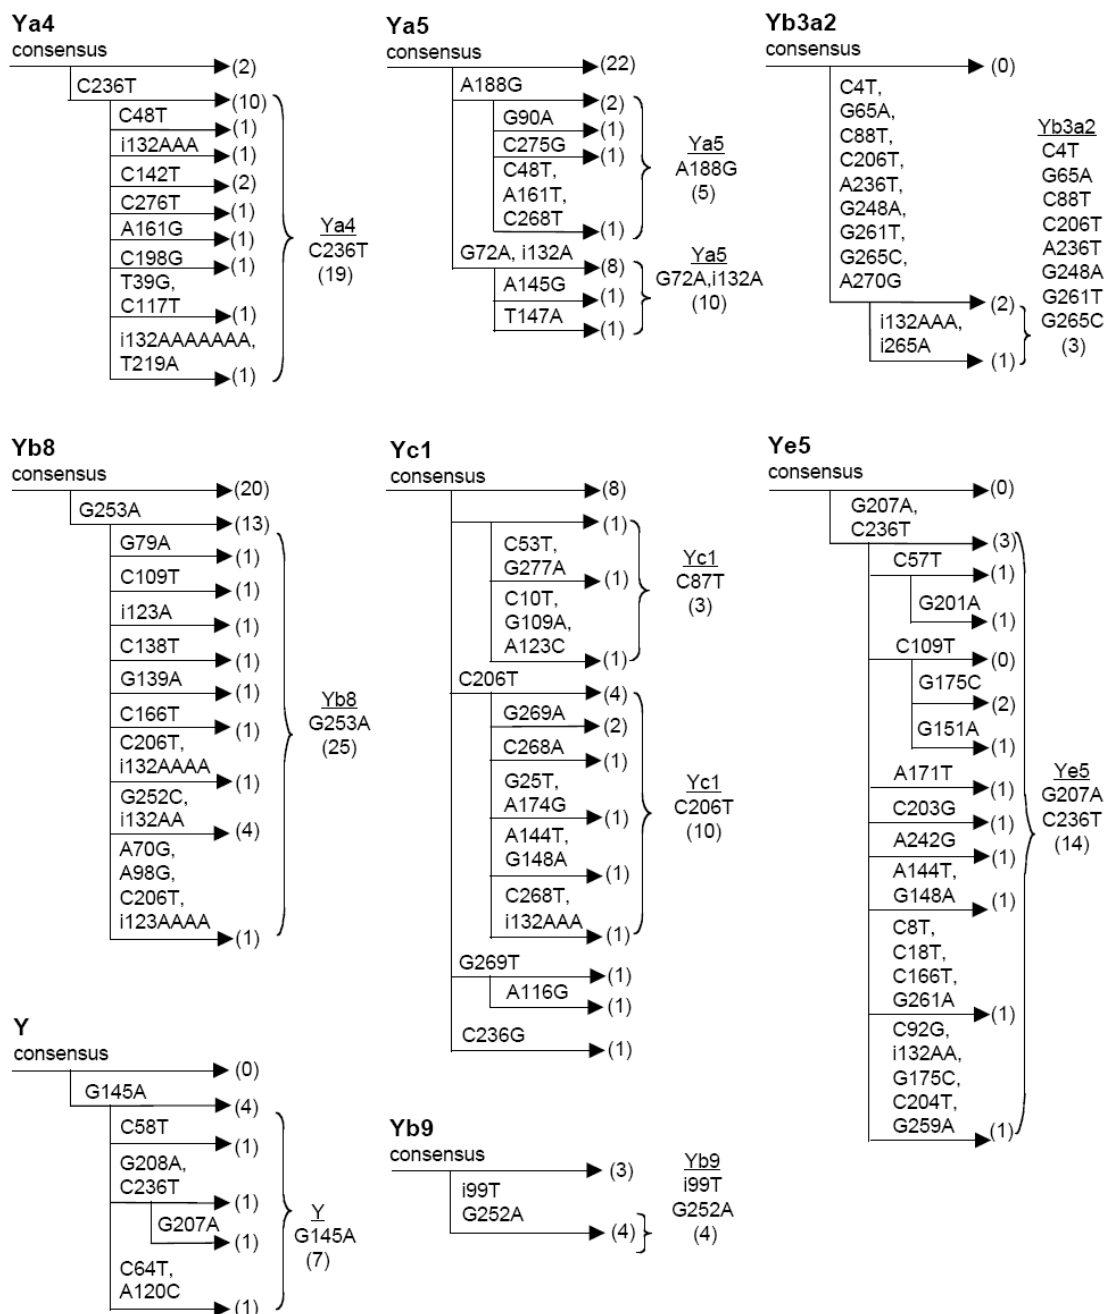 Ya4
consensus
(2)
C236T
(10)
C48T
(1)
i132AAA
(1)
C142T
(2)
C276T
(1)
A161G
(1)
C198G
(1)
T39G,
C117T
(1)
i132AAAAAAA,
T219A
(1)
Ya4
C236T
(19)
Ya5
consensus
(22)
A188G
(2)
G90A
(1)
C275G
(1)
C48T,
A161T,
C268T
(1)
Ya5
A188G
(5)
G72A, i132A
(8)
A145G
(1)
T147A
(1)
Ya5
G72A,i132A
(10)
Yb3a2
consensus
(0)
C4T,
G65A,
C88T,
C206T,
A236T,
G248A,
G261T,
G265C,
A270G
(2)
i132AAA,
i265A
(1)
Yb3a2
C4T
G65A
C88T
C206T
A236T
G248A
G261T
G265C
(3)
Yb8
consensus
(20)
G253A
(13)
G79A
(1)
C109T
(1)
i123A
(1)
C138T
(1)
G139A
(1)
C166T
(1)
C206T,
i132AAAA
(1)
G252C,
i132AA
(4)
A70G,
A98G,
C206T,
i123AAAA
(1)
Yb8
G253A
(25)
Yc1
consensus
(8)
(1)
C53T,
G277A
(1)
C10T,
G109A,
A123C
(1)
Yc1
C87T
(3)
C206T
(4)
G269A
(2)
C268A
(1)
G25T,
A174G
(1)
A144T,
G148A
(1)
C268T,
i132AAA
(1)
Yc1
C206T
(10)
G269T
(1)
A116G
(1)
C236G
(1)
Ye5
consensus
(0)
G207A,
C236T
(3)
C57T
(1)
G201A
(1)
C109T
(0)
G175C
(2)
G151A
(1)
A171T
(1)
C203G
(1)
A242G
(1)
A144T,
G148A
(1)
C8T,
C18T,
C166T,
G261A
(1)
C92G,
i132AA,
G175C,
C204T,
G259A
(1)
Ye5
G207A
C236T
(14)
Y
consensus
(0)
G145A
(4)
C58T
(1)
G208A,
C236T
(1)
G207A
(1)
C64T,
A120C
(1)
Y
G145A
(7)
Yb9
consensus
(3)
i99T
G252A
(4)
Yb9
i99T
G252A
(4)